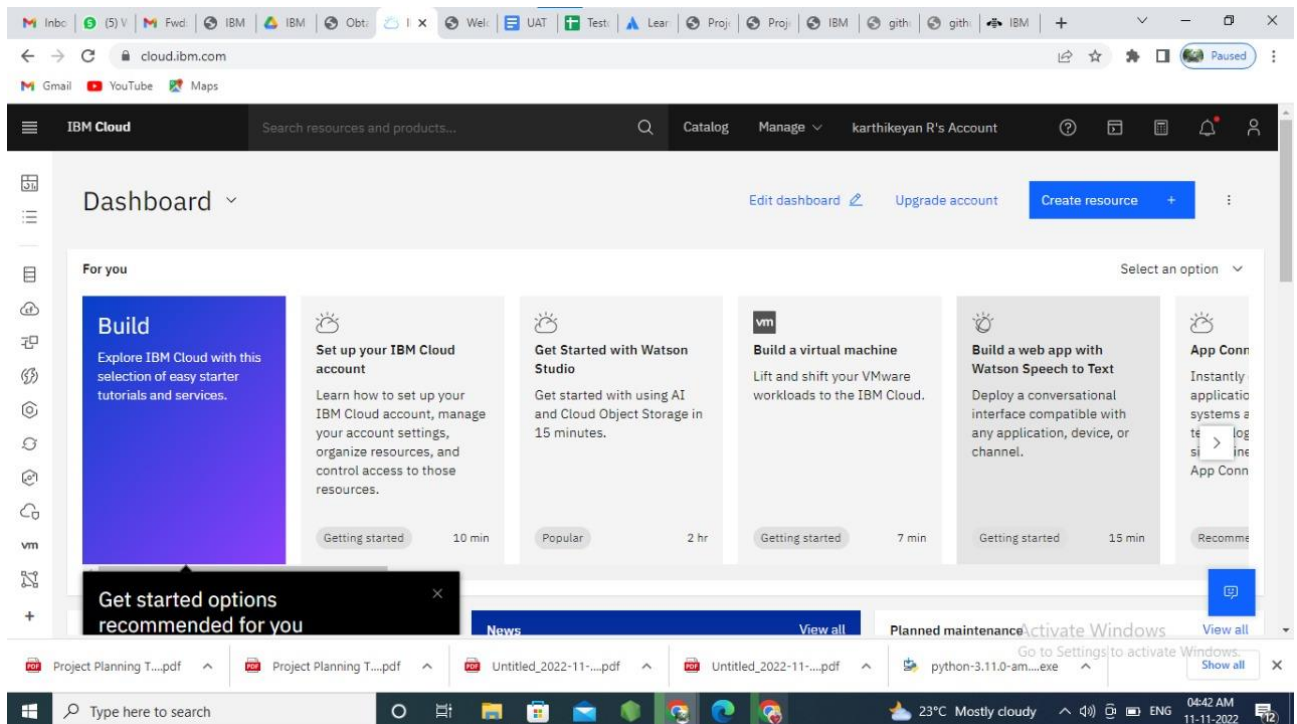 Inbo
(5) V
Fwd:
IBM
IBM
Obta
Welc
UAT
Testc
Lear
Proje
Proje
IBM
githu
githu
IBM
cloud.ibm.com
Paused
Gmail
YouTube
Maps
IBM Cloud
Search resources and products...
Catalog
Manage
karthikeyan R's Account
Dashboard
Edit dashboard
Upgrade account
Create resource +
For you
Select an option
Build
Explore IBM Cloud with this
selection of easy starter
tutorials and services.
Set up your IBM Cloud
account
Learn how to set up your
IBM Cloud account, manage
your account settings,
organize resources, and
control access to those
resources.
Getting started
10 min
Get Started with Watson
Studio
Get started with using AI
and Cloud Object Storage in
15 minutes.
Popular
2 hr
vm
Build a virtual machine
Lift and shift your VMware
workloads to the IBM Cloud.
Getting started
7 min
Build a web app with
Watson Speech to Text
Deploy a conversational
interface compatible with
any application, device, or
channel.
Getting started
15 min
App Conn
Instantly
applicatio
systems a
App Conn
Recomme
vm
Get started options
recommended for you
News
View all
Planned maintenance
View all
Activate Windows
Go to Settings to activate Windows.
Project Planning T....pdf
Project Planning T....pdf
Untitled_2022-11-....pdf
Untitled_2022-11-....pdf
python-3.11.0-am....exe
Show all
Type here to search
23°C Mostly cloudy
ENG
04:42 AM
11-11-2022